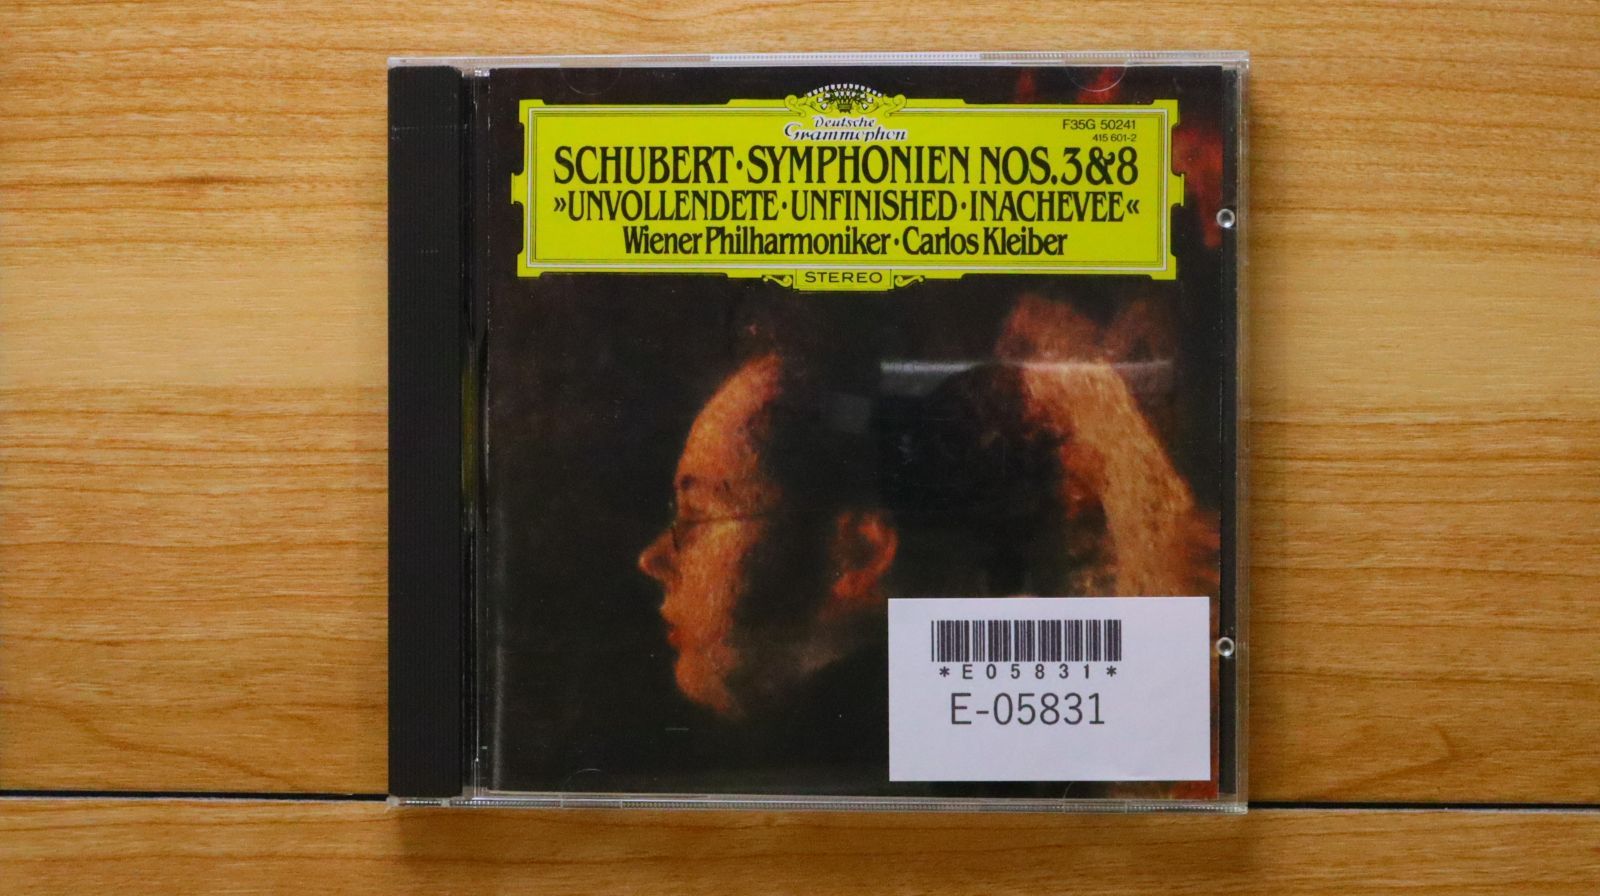 Deutsche
Grammophon
F35G 50241
415 601-2
SCHUBERT·SYMPHONIEN NOS.3&8
»UNVOLLENDETE·UNFINISHED·INACHEVEE«
Wiener Philharmoniker·Carlos Kleiber
STEREO
*E05831*
E-05831